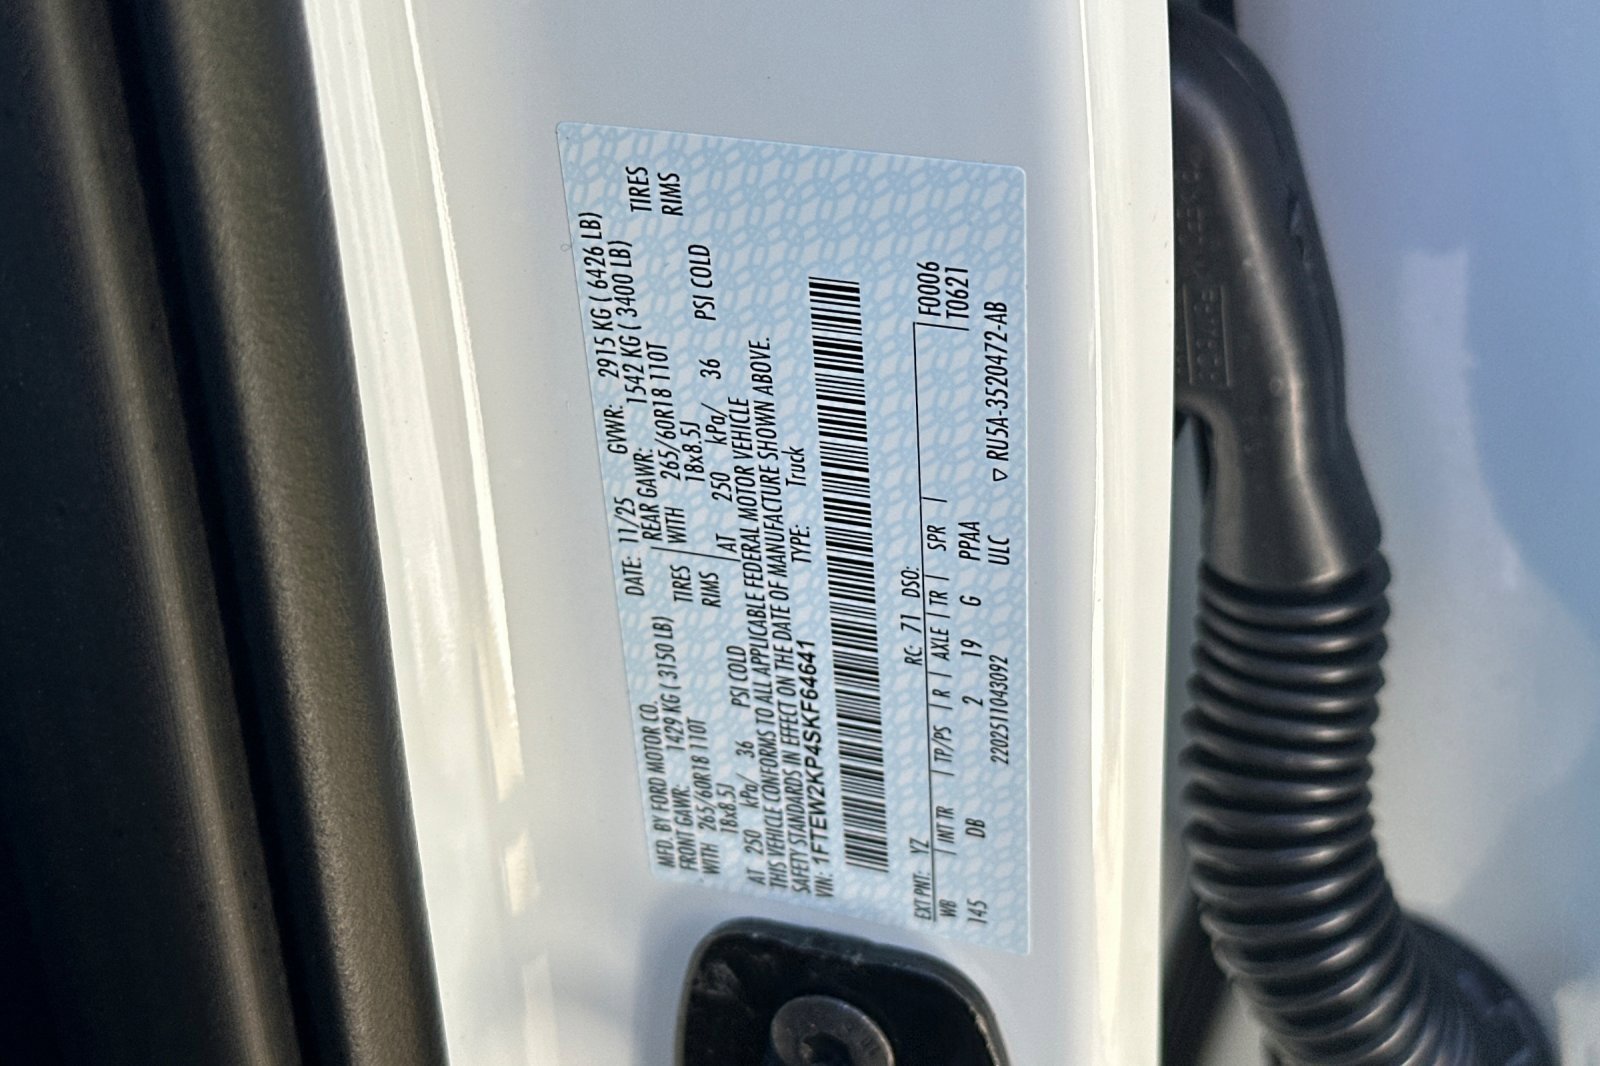 MFD. BY FORD MOTOR CO.
DATE: 11/25 GVWR: 2915 KG ( 6426 LB)
FRONT GAWR: 1429 KG ( 3150 LB) REAR GAWR: 1542 KG ( 3400 LB)
WITH 265/60R18 110T TIRES WITH 265/60R18 110T TIRES
18x8.5J RIMS 18x8.5J RIMS
AT 250 kPa/ 36 PSI COLD AT 250 kPa/ 36 PSI COLD
THIS VEHICLE CONFORMS TO ALL APPLICABLE FEDERAL MOTOR VEHICLE
SAFETY STANDARDS IN EFFECT ON THE DATE OF MANUFACTURE SHOWN ABOVE.
VIN: 1FTEW2KP4SKF64641 TYPE: Truck
EXT PNT: YZ RC: 71 DSO: F0006
WB INT TR TP/PS R AXLE TR SPR T0621
145 DB 2 19 G PPAA
220251104309​2 ULC ▽ RU5A-3520472-AB